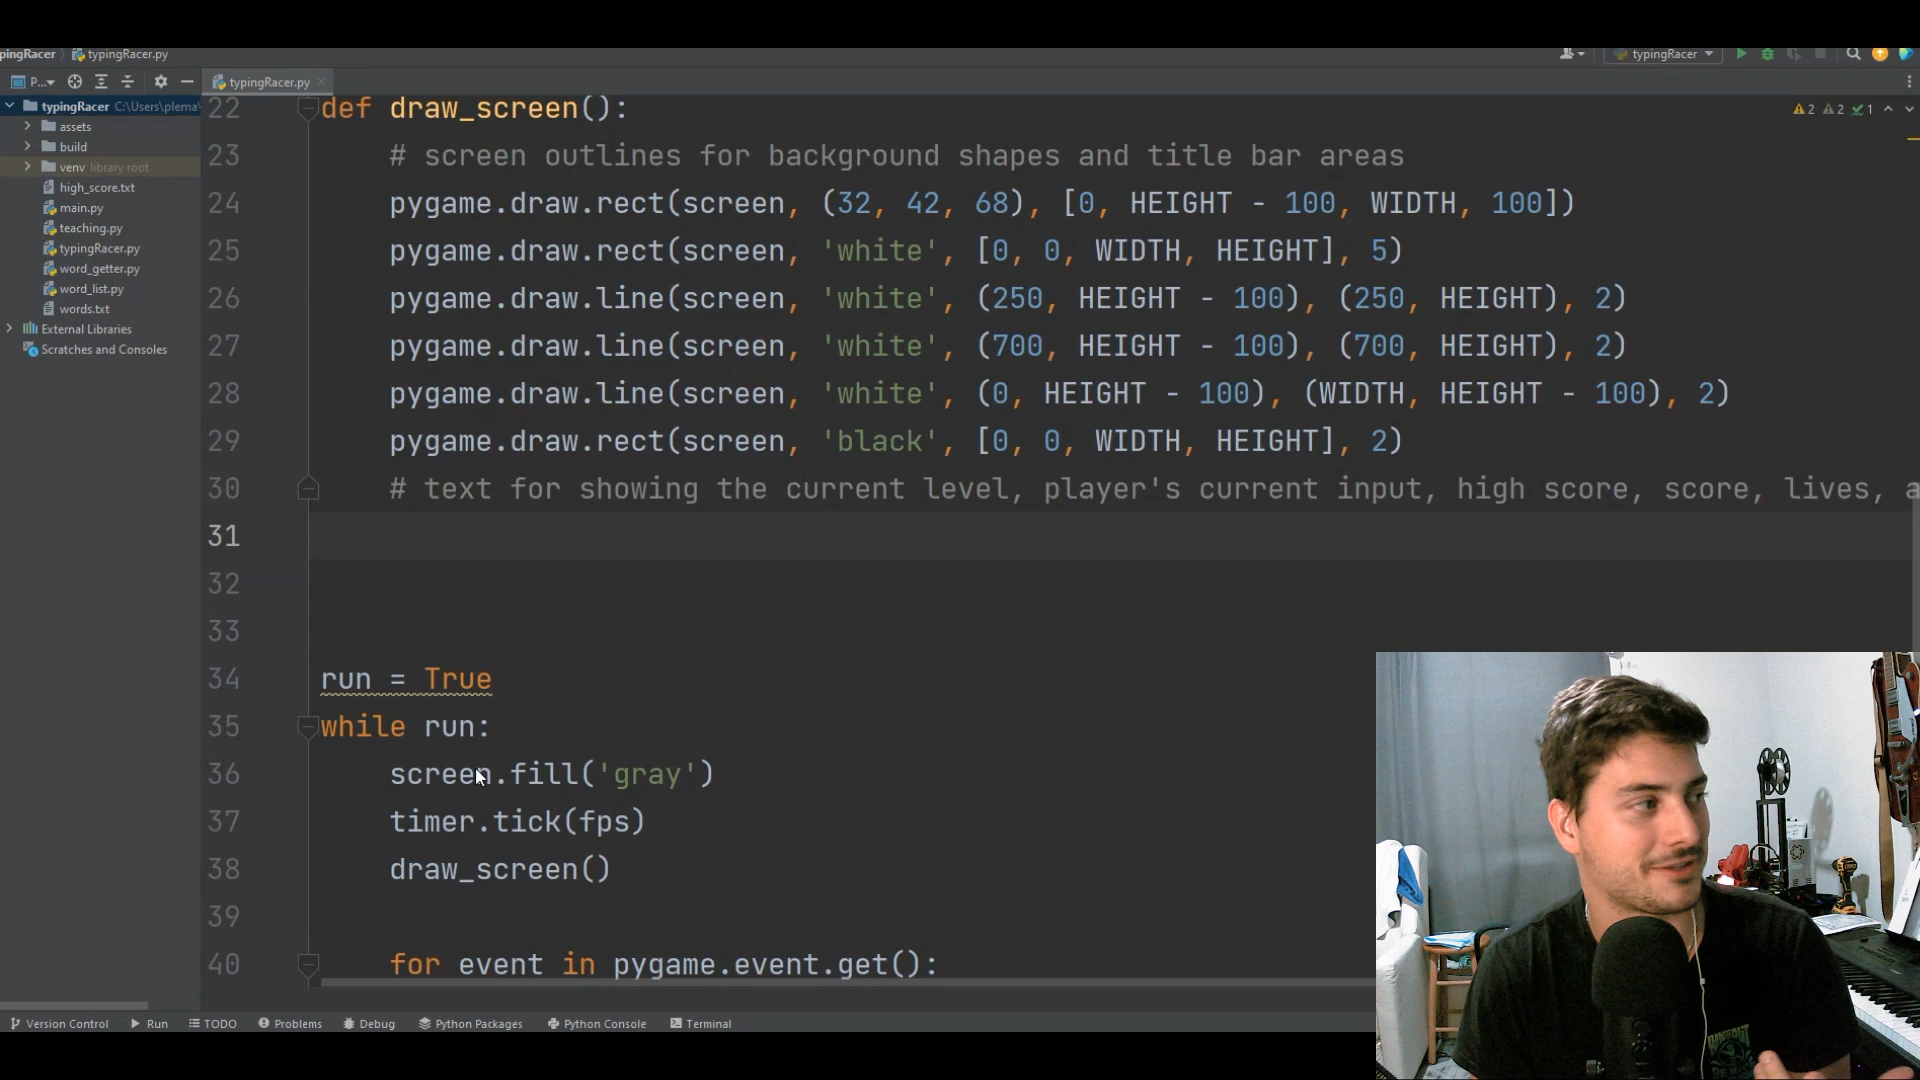 pingRacer typingRacer.py
typingRacer
P...
typingRacer.py
typingRacer C:\Users\plema\
assets
build
venv library root
high_score.txt
main.py
teaching.py
typingRacer.py
word_getter.py
word_list.py
words.txt
External Libraries
Scratches and Consoles
2 2 1
22 def draw_screen():
23 # screen outlines for background shapes and title bar areas
24 pygame.draw.rect(screen, (32, 42, 68), [0, HEIGHT - 100, WIDTH, 100])
25 pygame.draw.rect(screen, 'white', [0, 0, WIDTH, HEIGHT], 5)
26 pygame.draw.line(screen, 'white', (250, HEIGHT - 100), (250, HEIGHT), 2)
27 pygame.draw.line(screen, 'white', (700, HEIGHT - 100), (700, HEIGHT), 2)
28 pygame.draw.line(screen, 'white', (0, HEIGHT - 100), (WIDTH, HEIGHT - 100), 2)
29 pygame.draw.rect(screen, 'black', [0, 0, WIDTH, HEIGHT], 2)
30 # text for showing the current level, player's current input, high score, score, lives, a
31
32
33
34 run = True
35 while run:
36 screen.fill('gray')
37 timer.tick(fps)
38 draw_screen()
39
40 for event in pygame.event.get():
Version Control Run TODO Problems Debug Python Packages Python Console Terminal